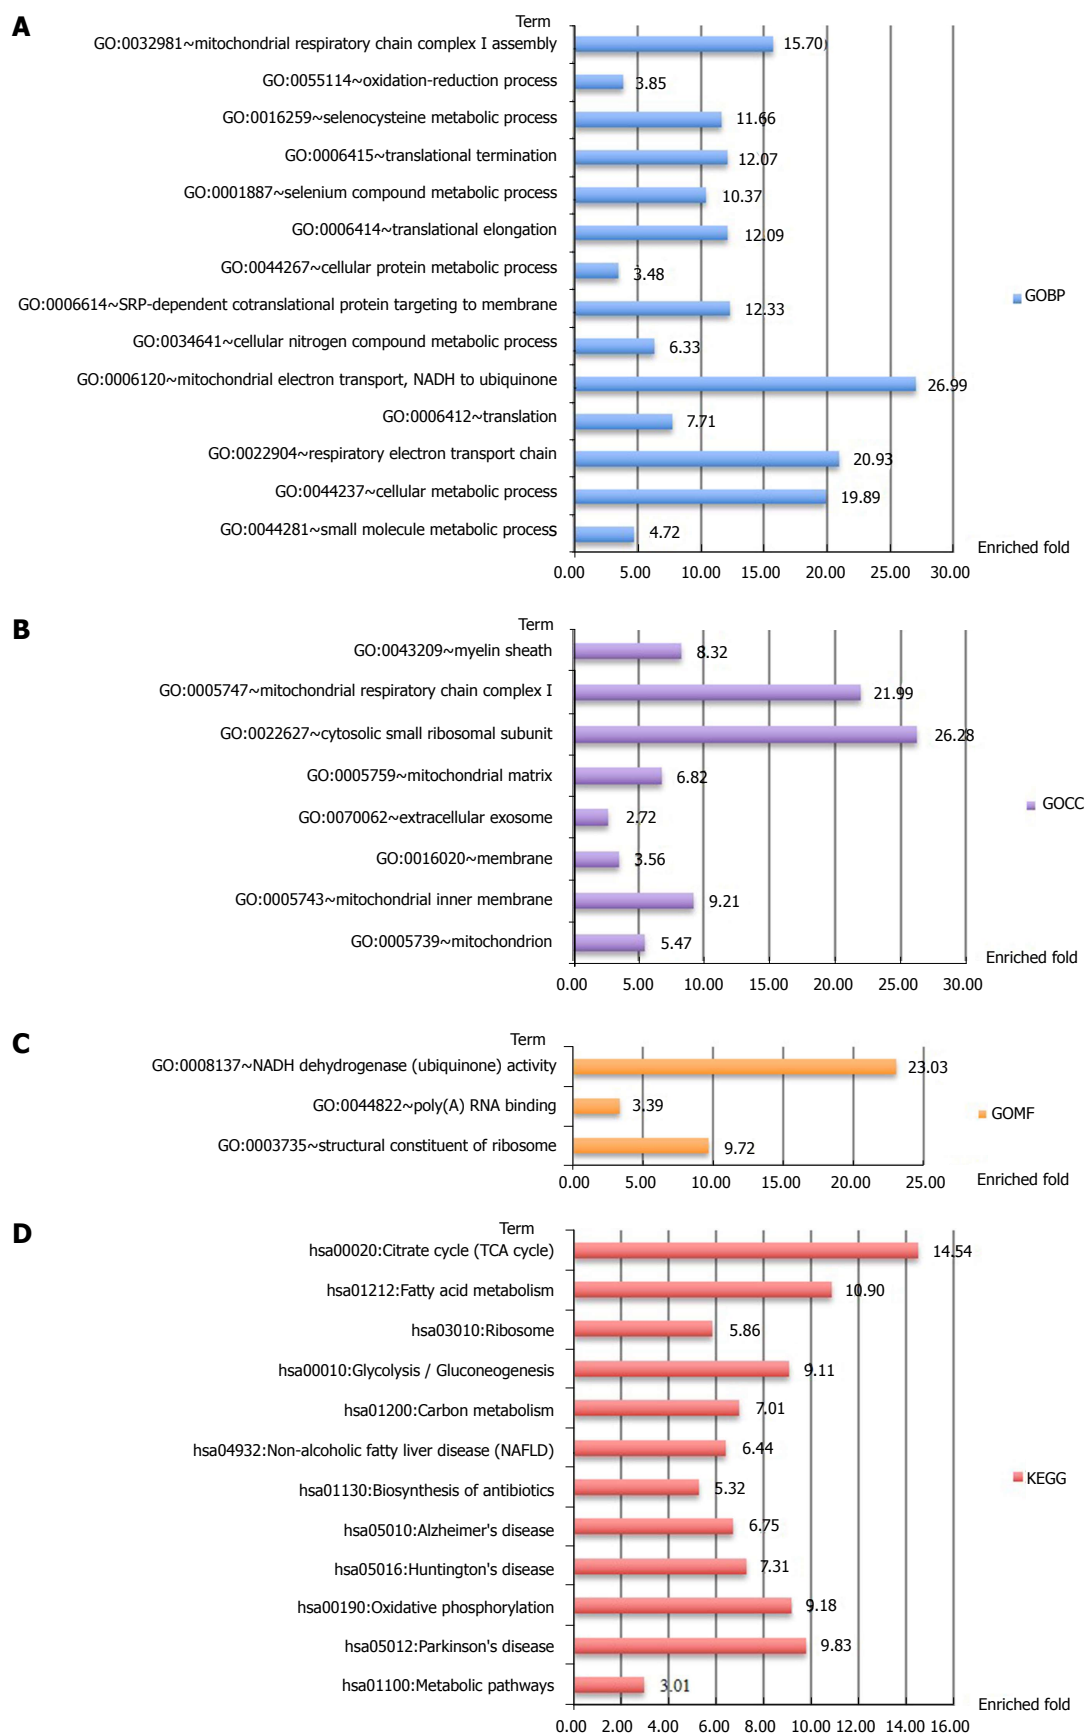 A
Term
GO:0032981~mitochondrial respiratory chain complex I assembly 15.70
GO:0055114~oxidation-reduction process 3.85
GO:0016259~selenocysteine metabolic process 11.66
GO:0006415~translational termination 12.07
GO:0001887~selenium compound metabolic process 10.37
GO:0006414~translational elongation 12.09
GO:0044267~cellular protein metabolic process 3.48
GO:0006614~SRP-dependent cotranslational protein targeting to membrane 12.33
GOBP
GO:0034641~cellular nitrogen compound metabolic process 6.33
GO:0006120~mitochondrial electron transport, NADH to ubiquinone 26.99
GO:0006412~translation 7.71
GO:0022904~respiratory electron transport chain 20.93
GO:0044237~cellular metabolic process 19.89
GO:0044281~small molecule metabolic process 4.72
Enriched fold
0.00 5.00 10.00 15.00 20.00 25.00 30.00
B
Term
GO:0043209~myelin sheath 8.32
GO:0005747~mitochondrial respiratory chain complex I 21.99
GO:0022627~cytosolic small ribosomal subunit 26.28
GO:0005759~mitochondrial matrix 6.82
GOCC
GO:0070062~extracellular exosome 2.72
GO:0016020~membrane 3.56
GO:0005743~mitochondrial inner membrane 9.21
GO:0005739~mitochondrion 5.47
Enriched fold
0.00 5.00 10.00 15.00 20.00 25.00 30.00
C
Term
GO:0008137~NADH dehydrogenase (ubiquinone) activity 23.03
GO:0044822~poly(A) RNA binding 3.39
GOMF
GO:0003735~structural constituent of ribosome 9.72
Enriched fold
0.00 5.00 10.00 15.00 20.00 25.00
D
Term
hsa00020:Citrate cycle (TCA cycle) 14.54
hsa01212:Fatty acid metabolism 10.90
hsa03010:Ribosome 5.86
hsa00010:Glycolysis / Gluconeogenesis 9.11
hsa01200:Carbon metabolism 7.01
hsa04932:Non-alcoholic fatty liver disease (NAFLD) 6.44
KEGG
hsa01130:Biosynthesis of antibiotics 5.32
hsa05010:Alzheimer's disease 6.75
hsa05016:Huntington's disease 7.31
hsa00190:Oxidative phosphorylation 9.18
hsa05012:Parkinson's disease 9.83
hsa01100:Metabolic pathways 3.01
Enriched fold
0.00 2.00 4.00 6.00 8.00 10.00 12.00 14.00 16.00